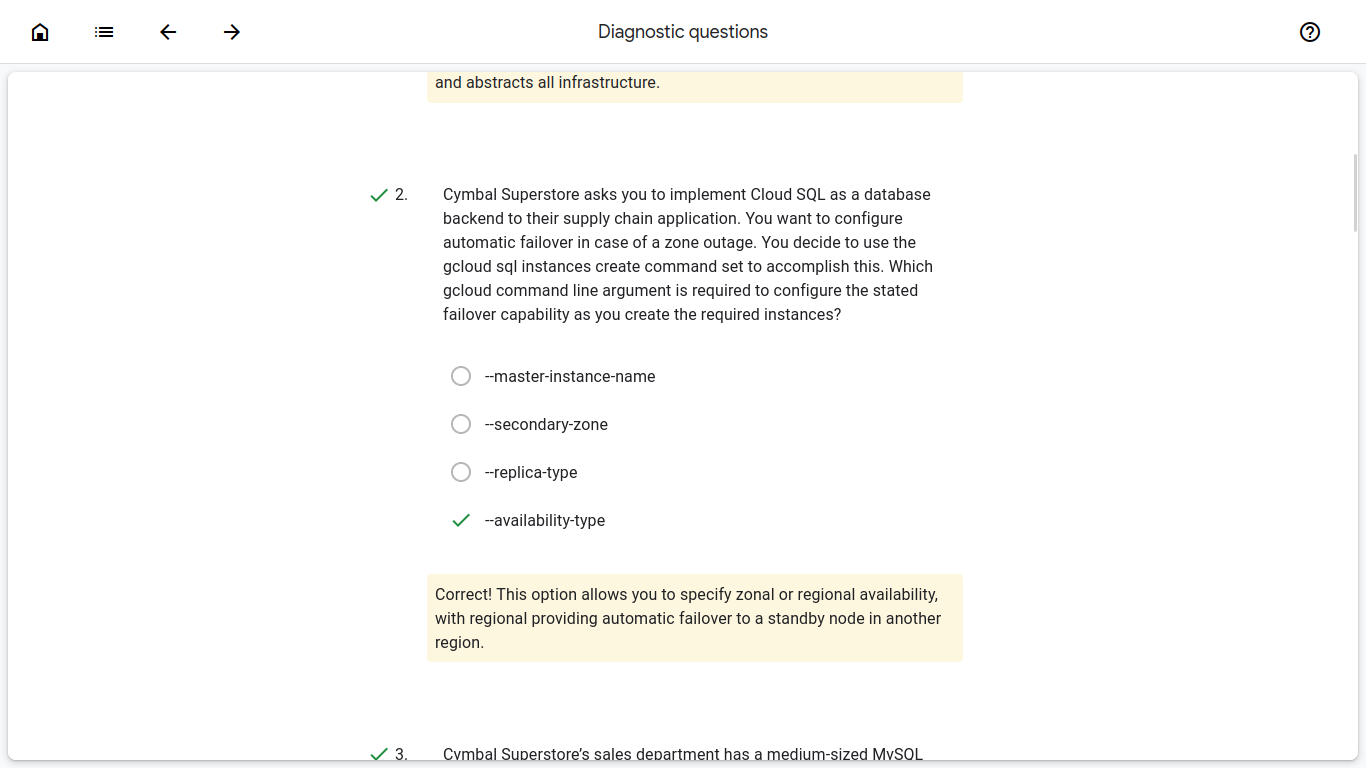 Diagnostic questions
and abstracts all infrastructure.
2. Cymbal Superstore asks you to implement Cloud SQL as a database
backend to their supply chain application. You want to configure
automatic failover in case of a zone outage. You decide to use the
gcloud sql instances create command set to accomplish this. Which
gcloud command line argument is required to configure the stated
failover capability as you create the required instances?
--master-instance-name
--secondary-zone
--replica-type
--availability-type
Correct! This option allows you to specify zonal or regional availability,
with regional providing automatic failover to a standby node in another
region.
3. Cymbal Superstore’s sales department has a medium-sized MySQL